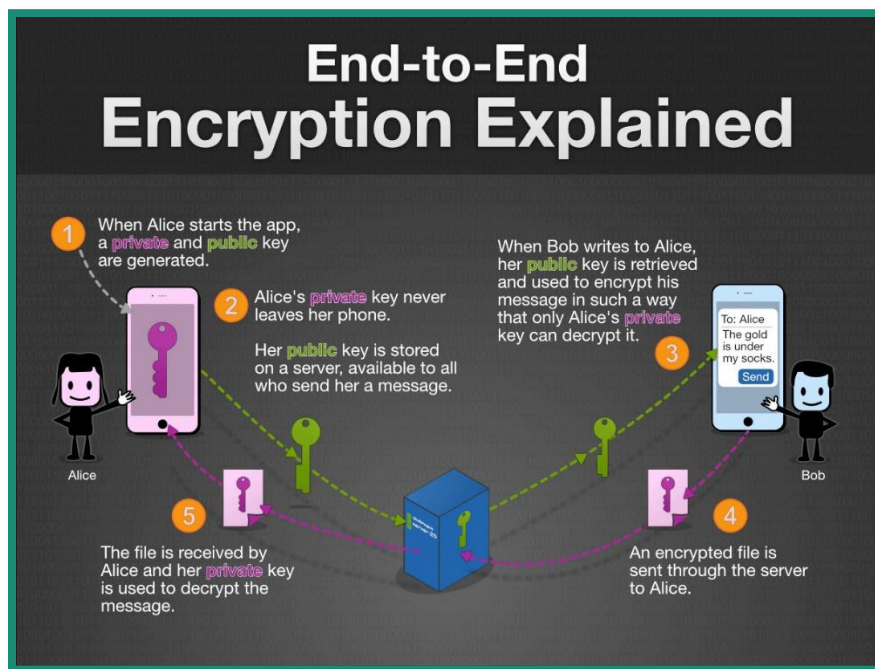 End-to-End
Encryption Explained
1
When Alice starts the app,
a private and public key
are generated.
2
Alice's private key never
leaves her phone.
Her public key is stored
on a server, available to all
who send her a message.
When Bob writes to Alice,
her public key is retrieved
and used to encrypt his
message in such a way
that only Alice's private
key can decrypt it.
3
To: Alice
The gold
is under
my socks.
Send
Alice
Bob
5
The file is received by
Alice and her private key
is used to decrypt the
message.
4
An encrypted file is
sent through the server
to Alice.